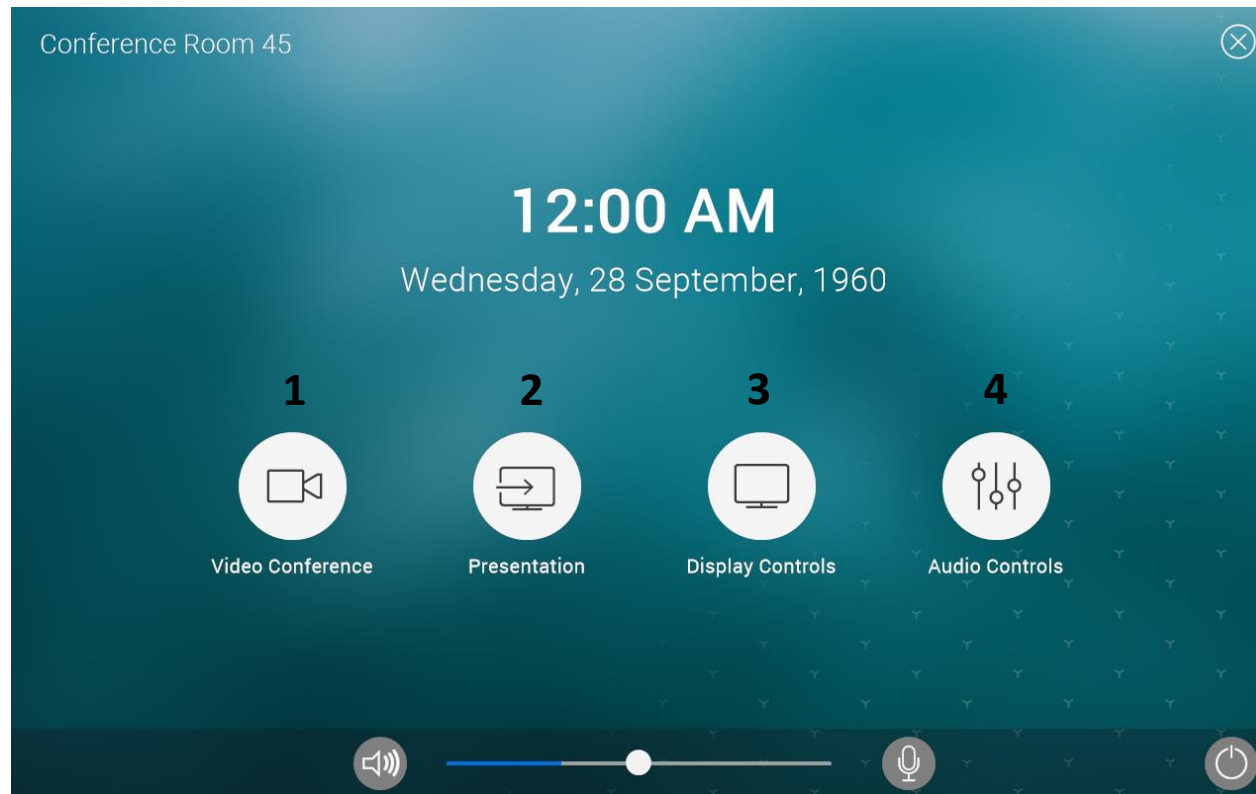 Conference Room 45
12:00 AM
Wednesday, 28 September, 1960
1 2 3 4
Video Conference Presentation Display Controls Audio Controls